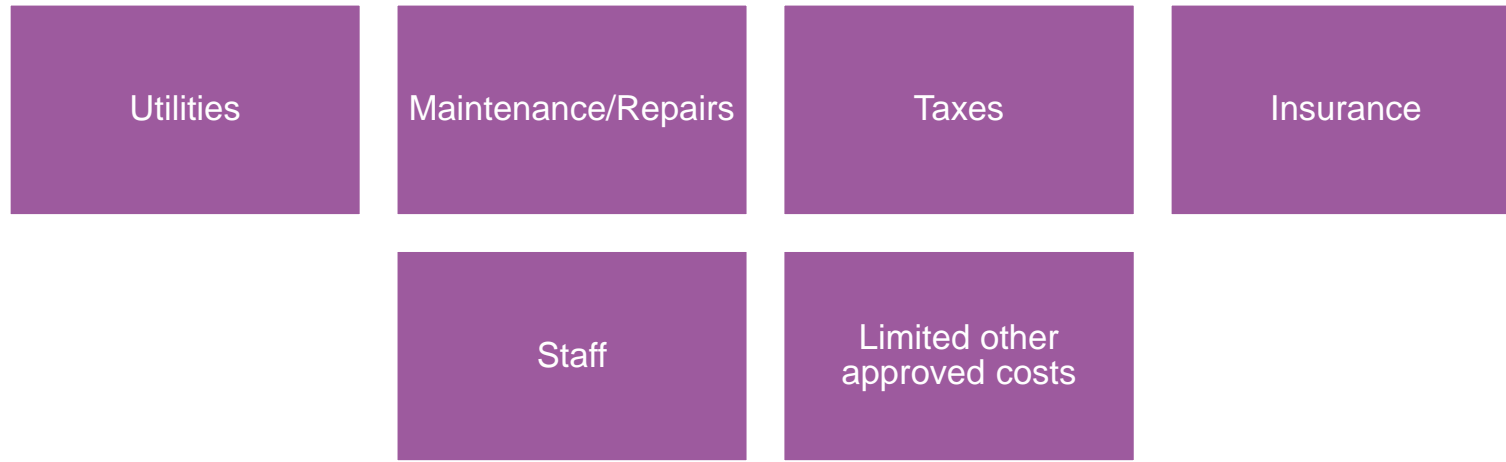 Utilities
Maintenance/Repairs
Taxes
Insurance
Staff
Limited other
approved costs